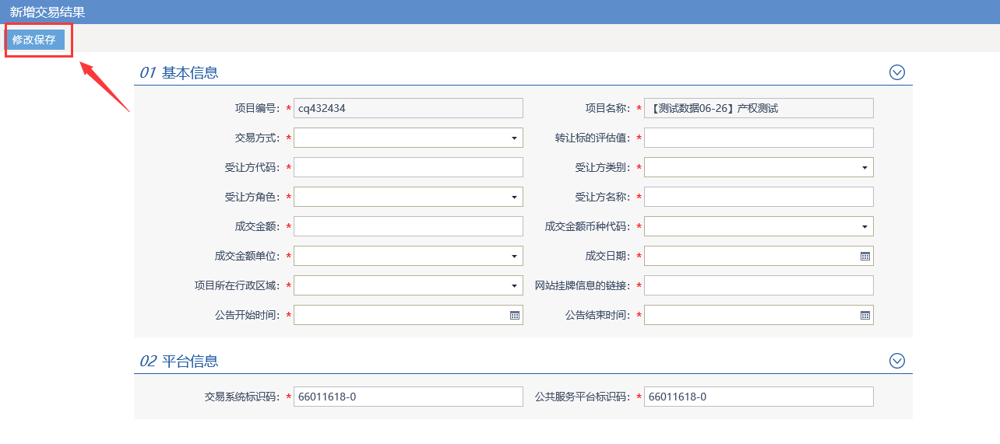 新增交易结果
修改保存
01 基本信息
项目编号：* cq432434 项目名称：* 【测试数据06-26】产权测试
交易方式：* 转让标的评估值：*
受让方代码：* 受让方类别：*
受让方角色：* 受让方名称：*
成交金额：* 成交金额币种代码：*
成交金额单位：* 成交日期：*
项目所在行政区域：* 网站挂牌信息的链接：*
公告开始时间：* 公告结束时间：*
02 平台信息
交易系统标识码：* 66011618-0 公共服务平台标识码：* 66011618-0